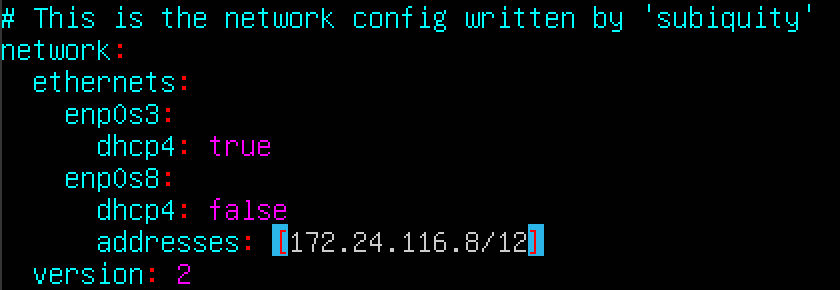 # This is the network config written by 'subiquity'
network:
  ethernets:
    enp0s3:
      dhcp4: true
    enp0s8:
      dhcp4: false
      addresses: [172.24.116.8/12]
  version: 2